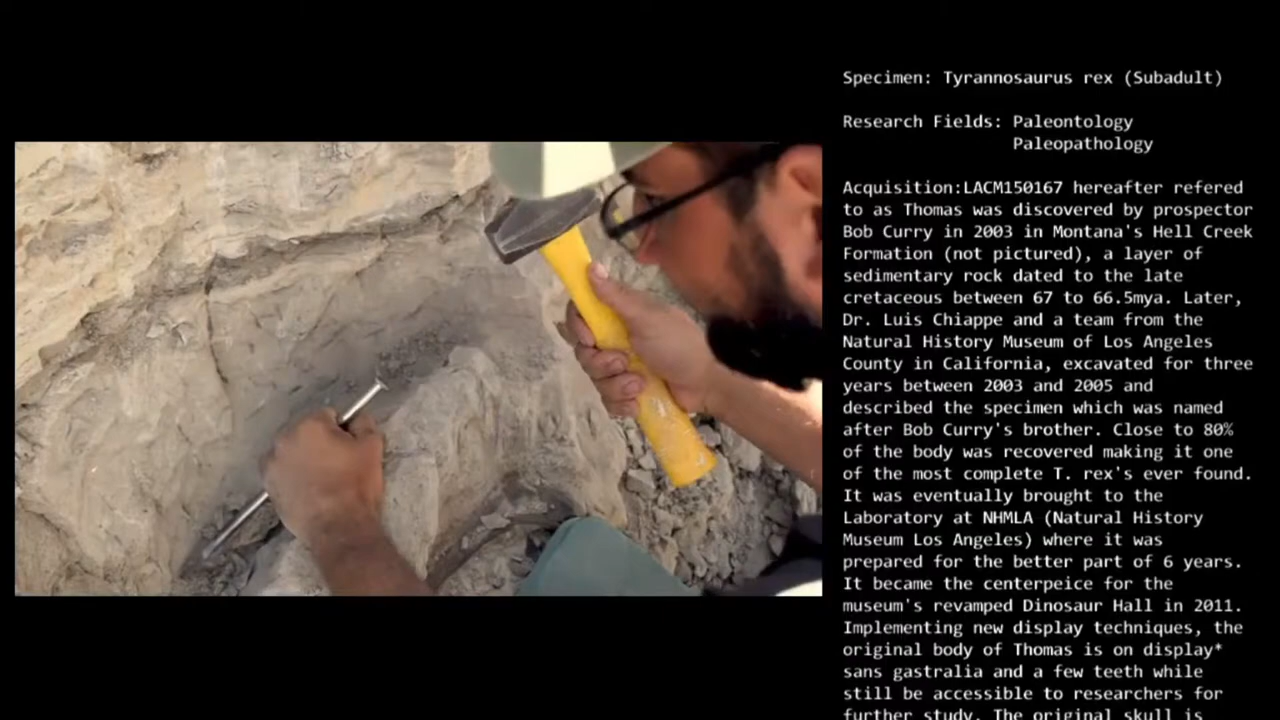 Specimen: Tyrannosaurus rex (Subadult)
Research Fields: Paleontology
Paleopathology
Acquisition:LACM150167 hereafter refered
to as Thomas was discovered by prospector
Bob Curry in 2003 in Montana's Hell Creek
Formation (not pictured), a layer of
sedimentary rock dated to the late
cretaceous between 67 to 66.5mya. Later,
Dr. Luis Chiappe and a team from the
Natural History Museum of Los Angeles
County in California, excavated for three
years between 2003 and 2005 and
described the specimen which was named
after Bob Curry's brother. Close to 80%
of the body was recovered making it one
of the most complete T. rex's ever found.
It was eventually brought to the
Laboratory at NHMLA (Natural History
Museum Los Angeles) where it was
prepared for the better part of 6 years.
It became the centerpeice for the
museum's revamped Dinosaur Hall in 2011.
Implementing new display techniques, the
original body of Thomas is on display*
sans gastralia and a few teeth while
still be accessible to researchers for
further study. The original skull is